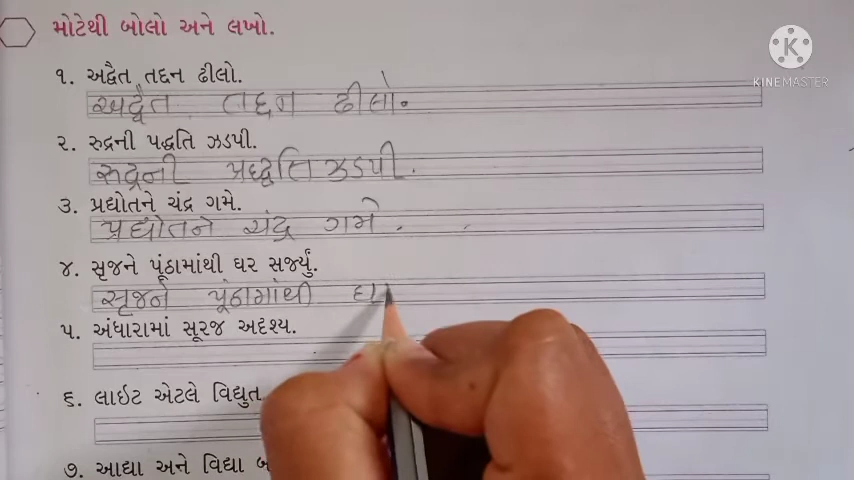 મોટેથી બોલો અને લખો.
KINEMASTER
૧. અદ્વૈત તદ્દન ઢીલો.
અદ્વૈત તદ્દન ઢીલો.
૨. રુદ્રની પદ્ધતિ ઝડપી.
રુદ્રની પ્રદ્ધતિ ઝડપી.
૩. પ્રદ્યોતને ચંદ્ર ગમે.
પ્રદ્યોતને ચંદ્ર ગમે.
૪. સૃજને પૂંઠામાંથી ઘર સર્જ્યું.
સૃજને પૂંઠામાંથી
૫. અંધારામાં સૂરજ અદૃશ્ય.
૬. લાઇટ એટલે વિદ્યુત
૭. આદ્યા અને વિદ્યા